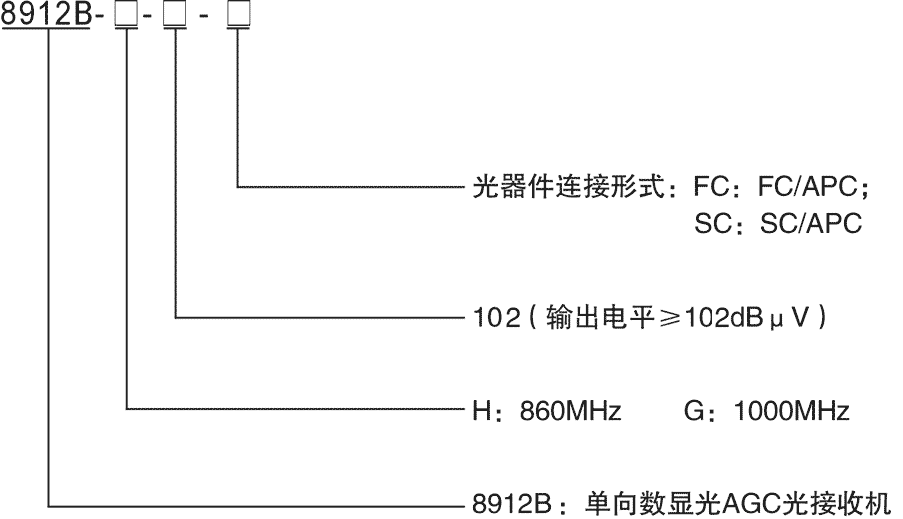 8912B-□-□-□
光器件连接形式：FC：FC/APC；
SC：SC/APC
102（输出电平≥102dBμV）
H：860MHz G：1000MHz
8912B：单向数显光AGC光接收机